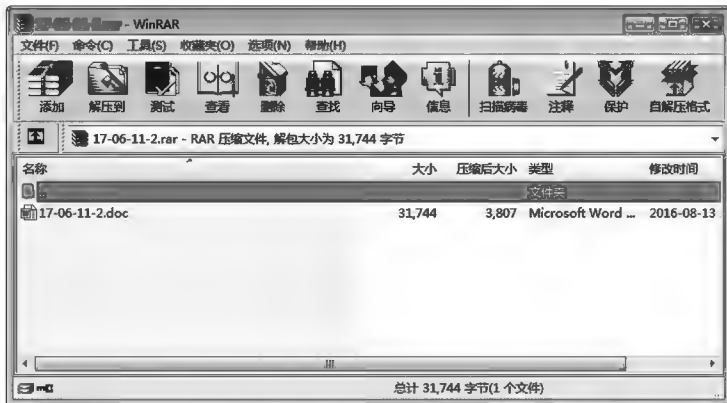 - WinRAR
文件(F) 命令(C) 工具(S) 收藏夹(O) 选项(N) 帮助(H)
添加 解压到 测试 查看 删除 查找 向导 信息 扫描病毒 注释 保护 自解压格式
17-06-11-2.rar - RAR 压缩文件, 解包大小为 31,744 字节
名称 大小 压缩后大小 类型 修改时间
.. 文件夹
17-06-11-2.doc 31,744 3,807 Microsoft Word ... 2016-08-13
总计 31,744 字节(1 个文件)